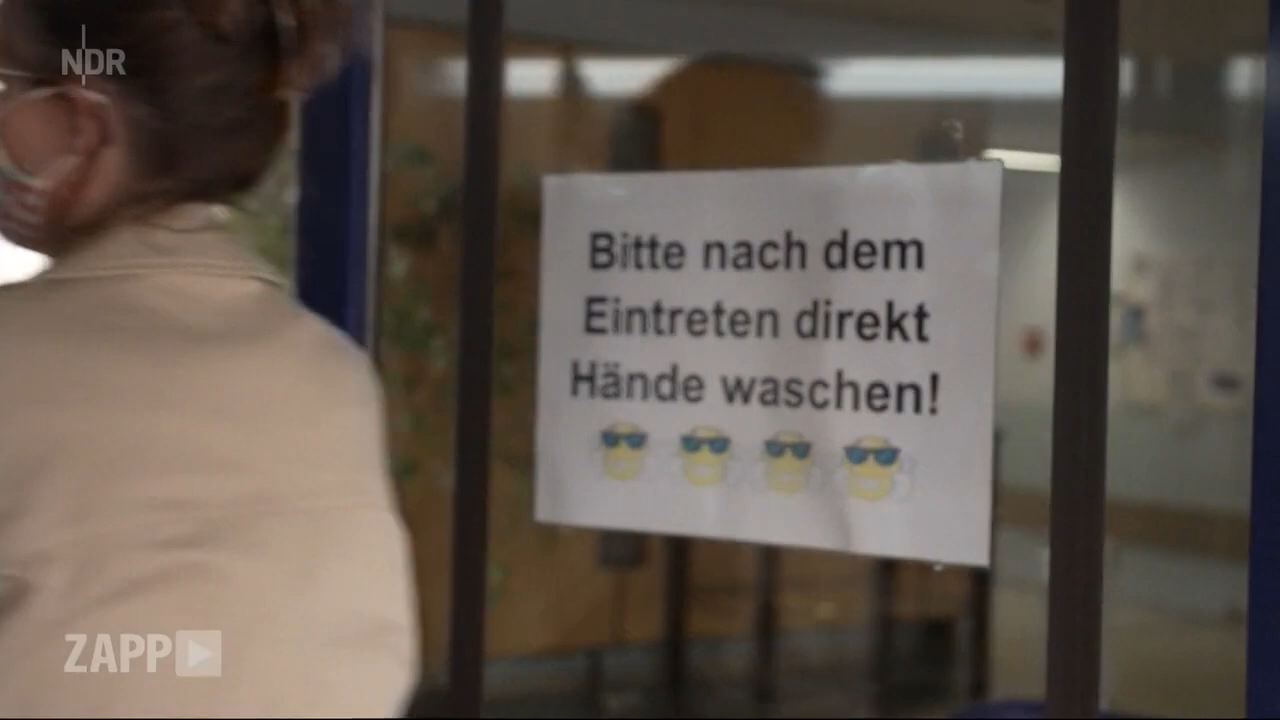 NDR
Bitte nach dem
Eintreten direkt
Hände waschen!
ZAPP